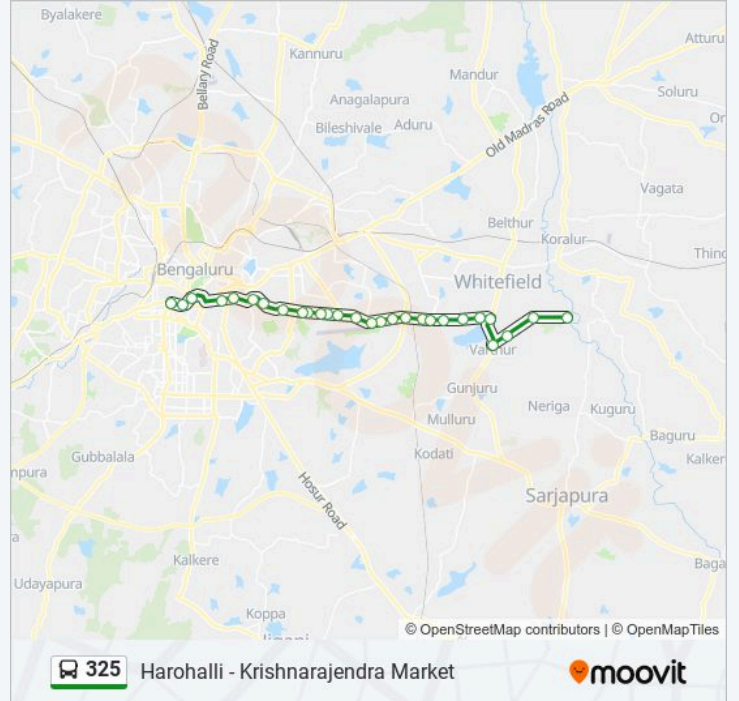 Byalakere
Bellary Road
Kannuru
Atturu
Mandur
Soluru
Anagalapura
Bileshivale
Aduru
Old Madras Road
Vagata
Belthur
Koralur
Bengaluru
Whitefield
Varthur
Gunjuru
Neriga
Kuguru
Mulluru
Baguru
Gubbalala
Kodati
Kalker
mpura
Hosur Road
Sarjapura
Kalkere
Baga
Udayapura
Koppa
© OpenStreetMap contributors | © OpenMapTiles
325 Harohalli - Krishnarajendra Market
moovit